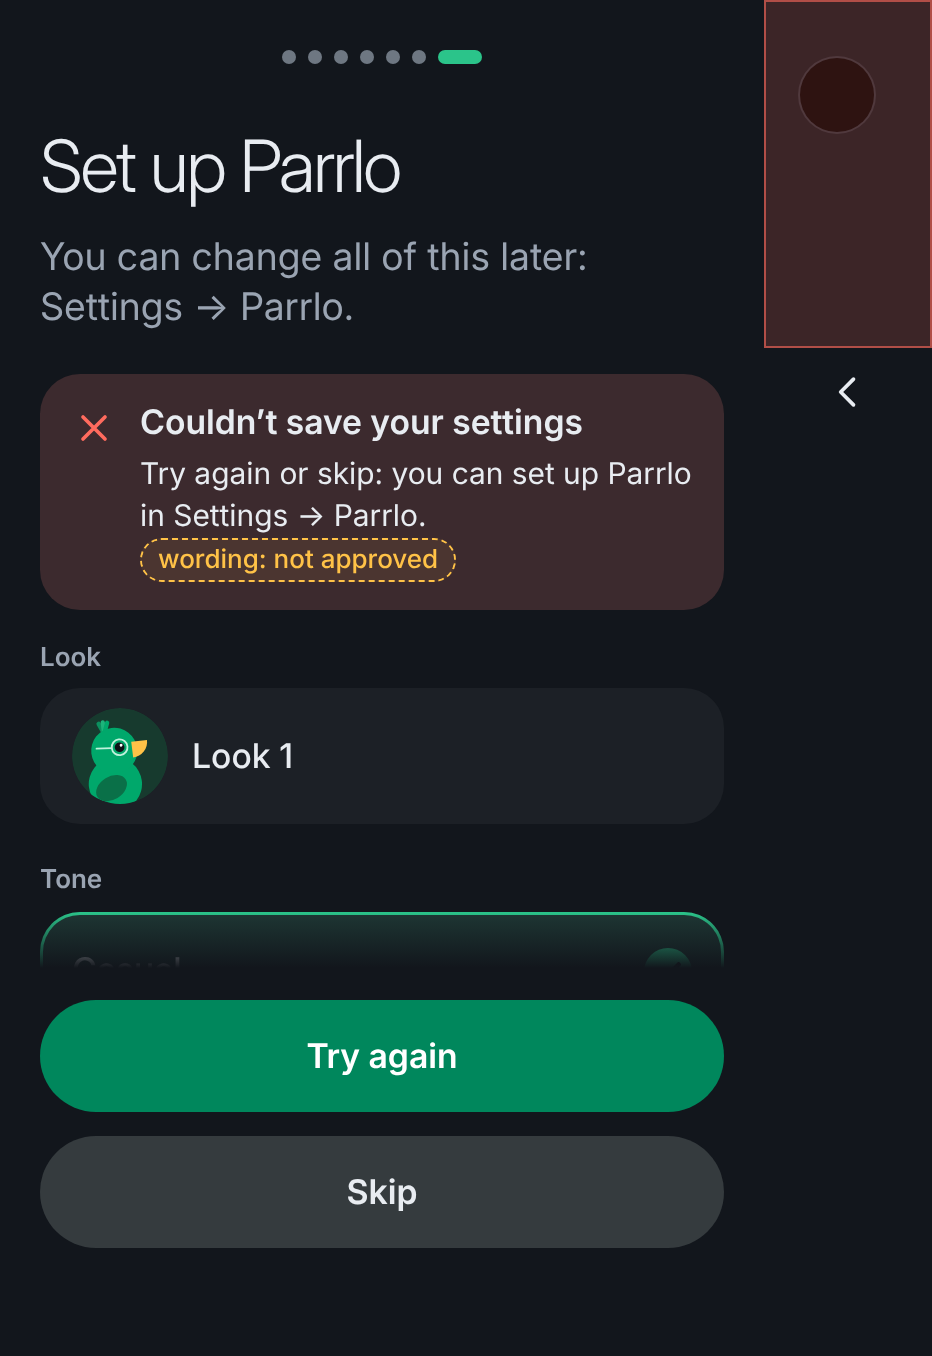 Set up Parrlo
You can change all of this later:
Settings → Parrlo.
Couldn’t save your settings
Try again or skip: you can set up Parrlo
in Settings → Parrlo.
wording: not approved
Look
Look 1
Tone
Try again
Skip